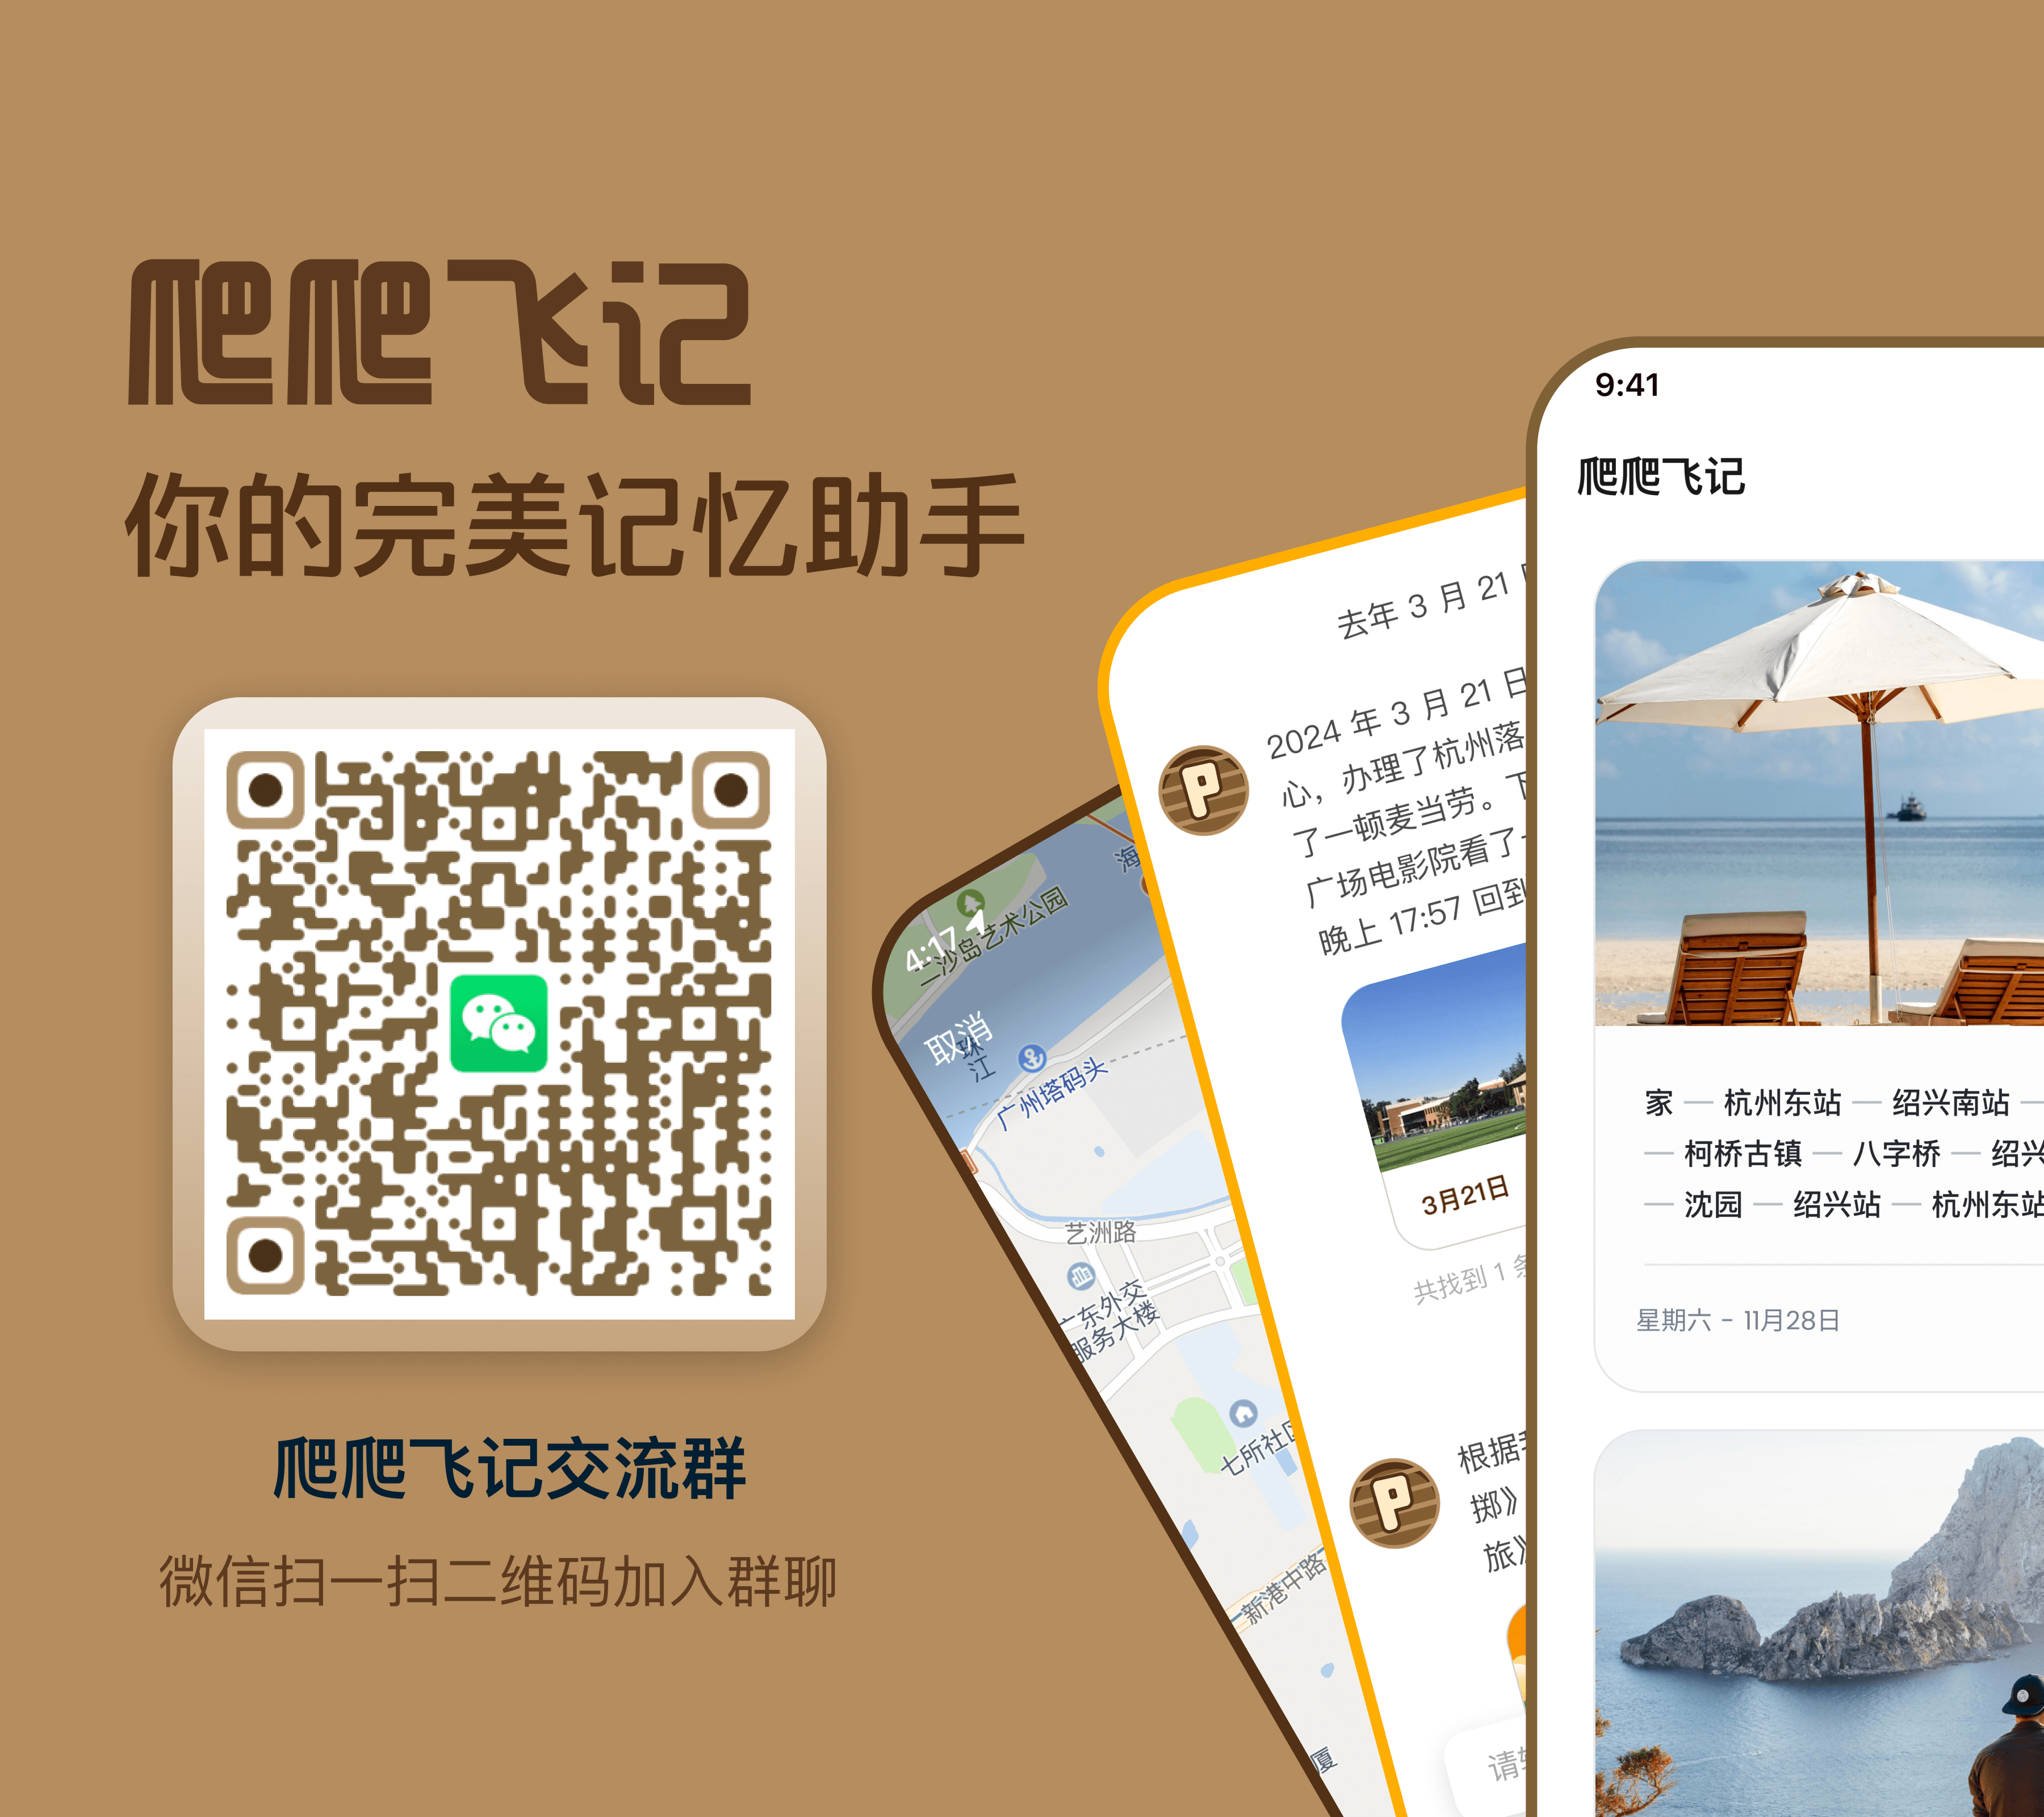 爬爬飞记
你的完美记忆助手
爬爬飞记交流群
微信扫一扫二维码加入群聊
4:17
取消
二沙岛艺术公园
海
珠江
广州塔码头
艺洲路
广东外交
服务大楼
七所社区
新港中路
厦
去年 3 月 21
2024 年 3 月 21 日
心，办理了杭州落
了一顿麦当劳。下
广场电影院看了一
晚上 17:57 回到
3月21日
共找到 1 条
P
根据我
掷》
旅》
P
请输
9:41
爬爬飞记
家 — 杭州东站 — 绍兴南站 —
— 柯桥古镇 — 八字桥 — 绍兴
— 沈园 — 绍兴站 — 杭州东站
星期六 - 11月28日